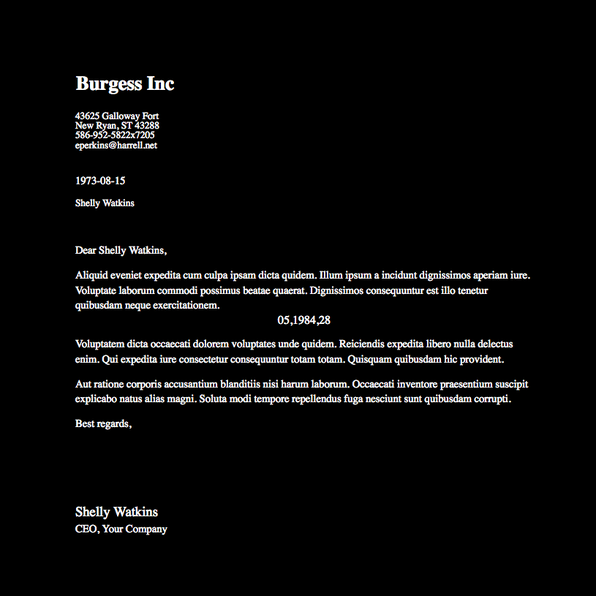 Burgess Inc
43625 Galloway Fort
New Ryan, ST 43288
586-952-5822x7205
eperkins@harrell.net
1973-08-15
Shelly Watkins
Dear Shelly Watkins,
Aliquid eveniet expedita cum culpa ipsam dicta quidem. Illum ipsum a incidunt dignissimos aperiam iure.
Voluptate laborum commodi possimus beatae quaerat. Dignissimos consequuntur est illo tenetur
quibusdam neque exercitationem.
05,1984,28
Voluptatem dicta occaecati dolorem voluptates unde quidem. Reiciendis expedita libero nulla delectus
enim. Qui expedita iure consectetur consequuntur totam totam. Quisquam quibusdam hic provident.
Aut ratione corporis accusantium blanditiis nisi harum laborum. Occaecati inventore praesentium suscipit
explicabo natus alias magni. Soluta modi tempore repellendus fuga nesciunt sunt quibusdam corrupti.
Best regards,
Shelly Watkins
CEO, Your Company